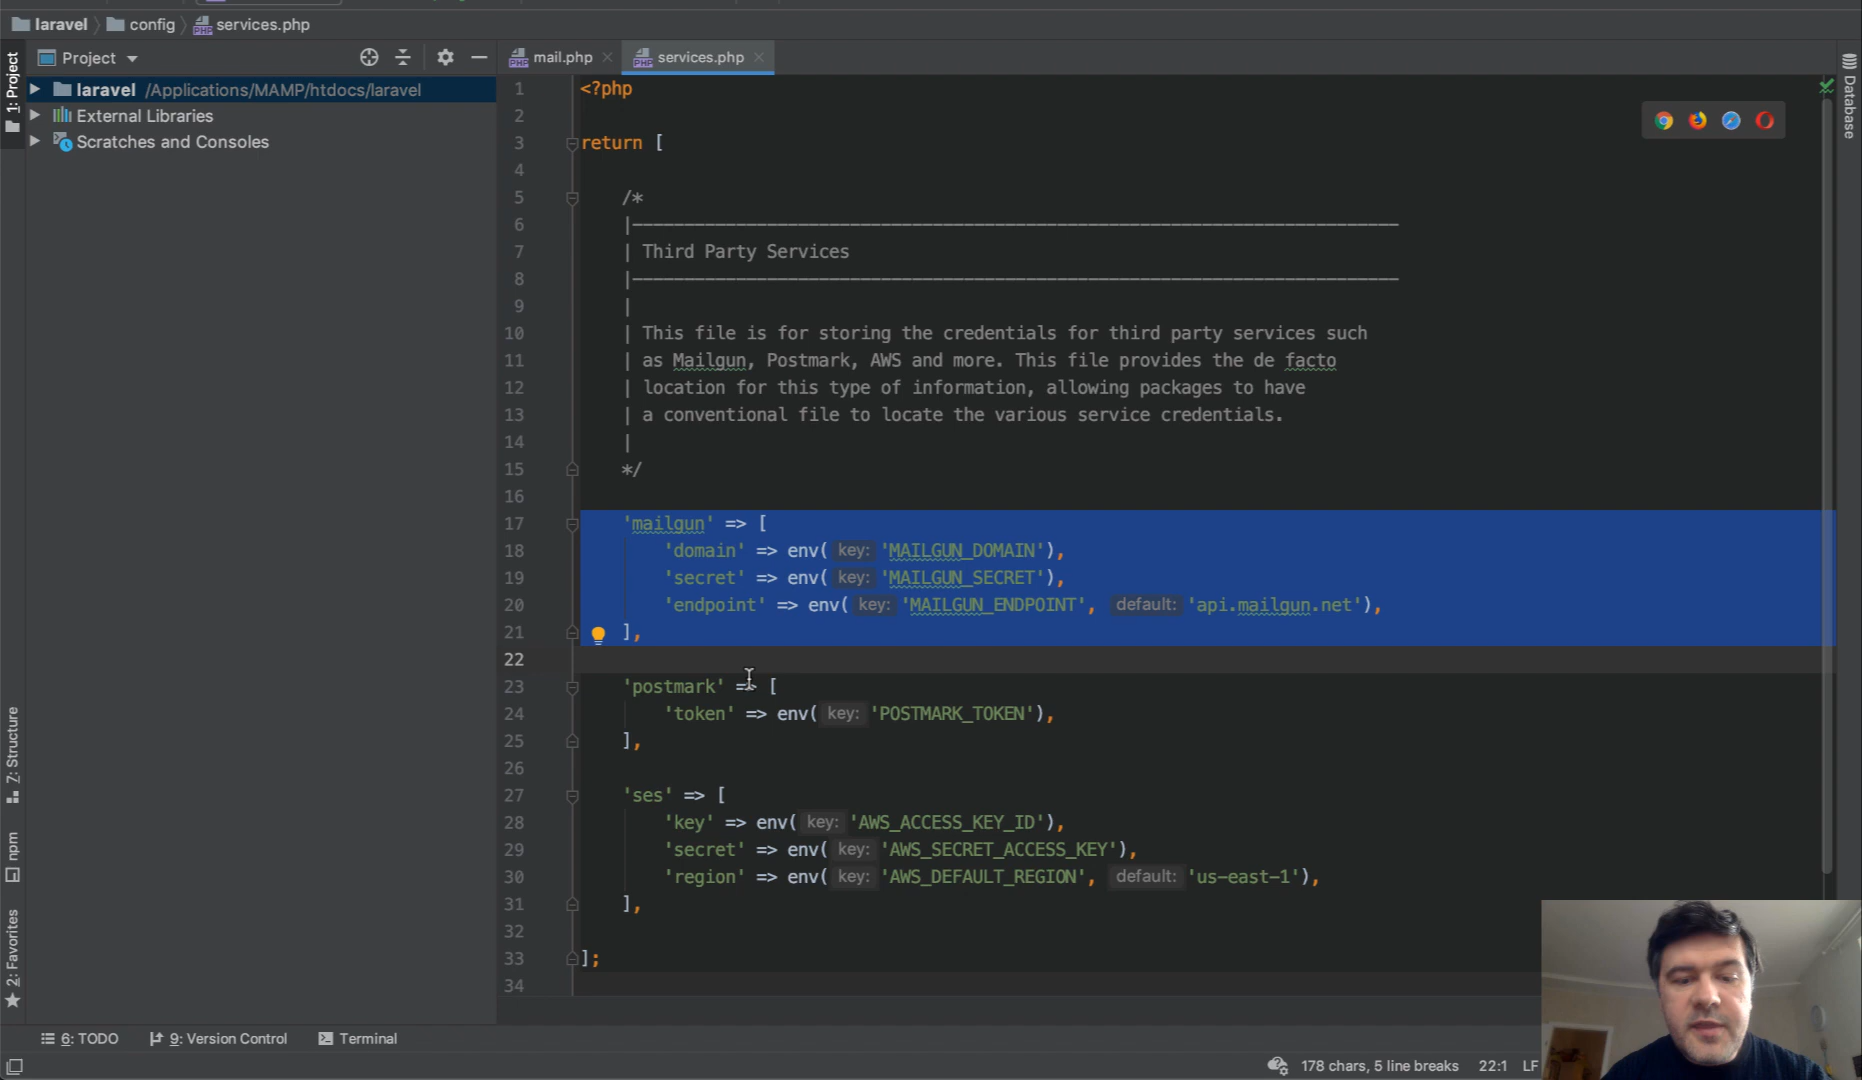 laravel config services.php
1: Project
Project
mail.php services.php
laravel /Applications/MAMP/htdocs/laravel
External Libraries
Scratches and Consoles
7: Structure
npm
2: Favorites
1 <?php
2
3 return [
4
5 /*
6 |
7 | Third Party Services
8 |
9 |
10 | This file is for storing the credentials for third party services such
11 | as Mailgun, Postmark, AWS and more. This file provides the de facto
12 | location for this type of information, allowing packages to have
13 | a conventional file to locate the various service credentials.
14 |
15 */
16
17 'mailgun' => [
18 'domain' => env( key: 'MAILGUN_DOMAIN'),
19 'secret' => env( key: 'MAILGUN_SECRET'),
20 'endpoint' => env( key: 'MAILGUN_ENDPOINT', default: 'api.mailgun.net'),
21 ],
22
23 'postmark' => [
24 'token' => env( key: 'POSTMARK_TOKEN'),
25 ],
26
27 'ses' => [
28 'key' => env( key: 'AWS_ACCESS_KEY_ID'),
29 'secret' => env( key: 'AWS_SECRET_ACCESS_KEY'),
30 'region' => env( key: 'AWS_DEFAULT_REGION', default: 'us-east-1'),
31 ],
32
33 ];
34
Database
6: TODO 9: Version Control Terminal
178 chars, 5 line breaks 22:1 LF